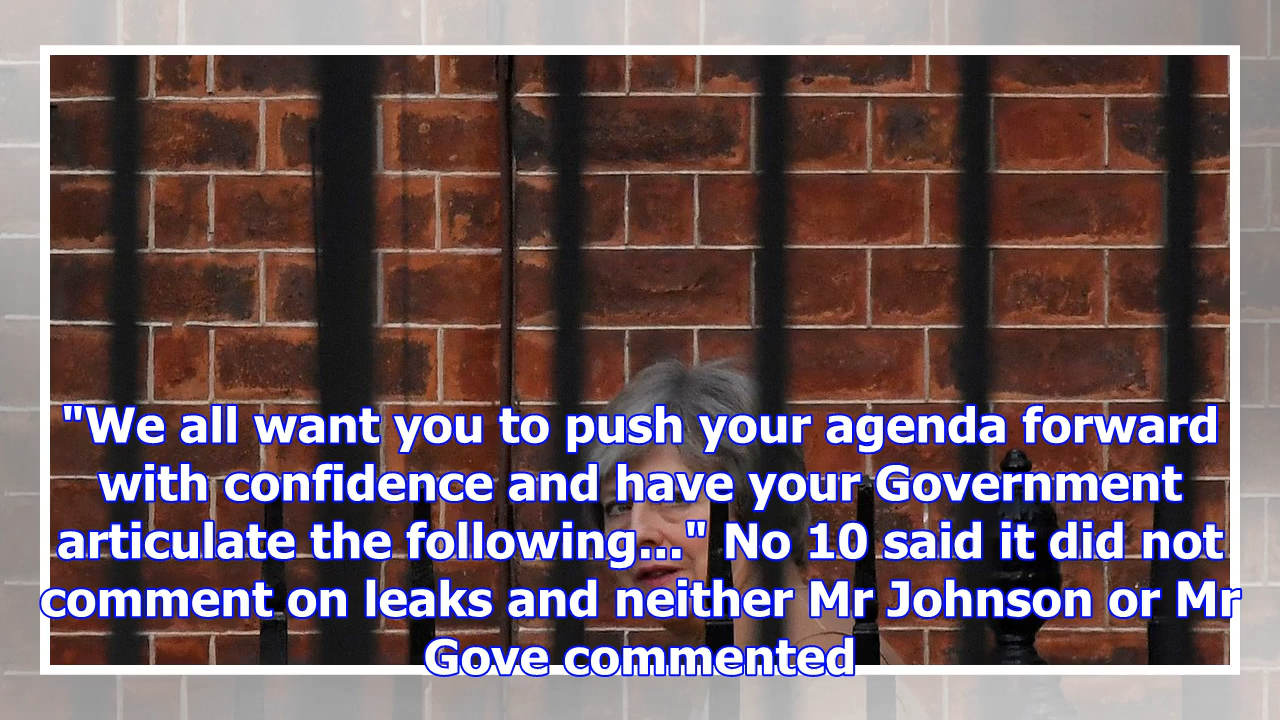 "We all want you to push your agenda forward
with confidence and have your Government
articulate the following..." No 10 said it did not
comment on leaks and neither Mr Johnson or Mr
Gove commented